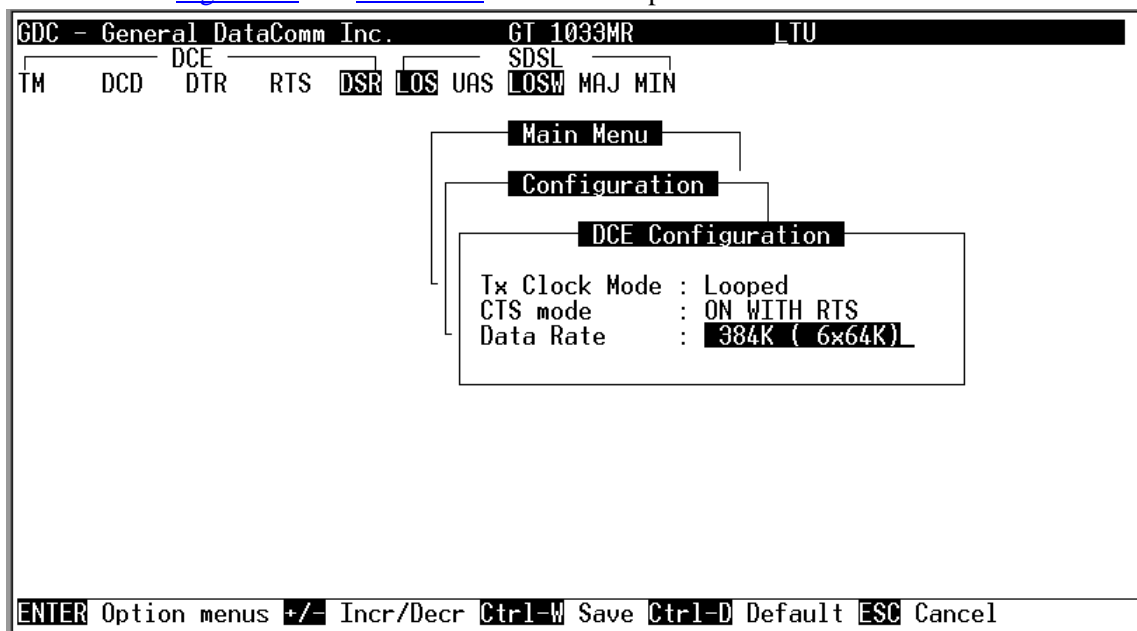 GDC - General DataComm Inc. GT 1033MR LTU
DCE SDSL
TM DCD DTR RTS DSR LOS UAS LOSW MAJ MIN
Main Menu
Configuration
DCE Configuration
Tx Clock Mode : Looped
CTS mode : ON WITH RTS
Data Rate : 384K ( 6x64K)_
ENTER Option menus +/- Incr/Decr Ctrl-W Save Ctrl-D Default ESC Cancel